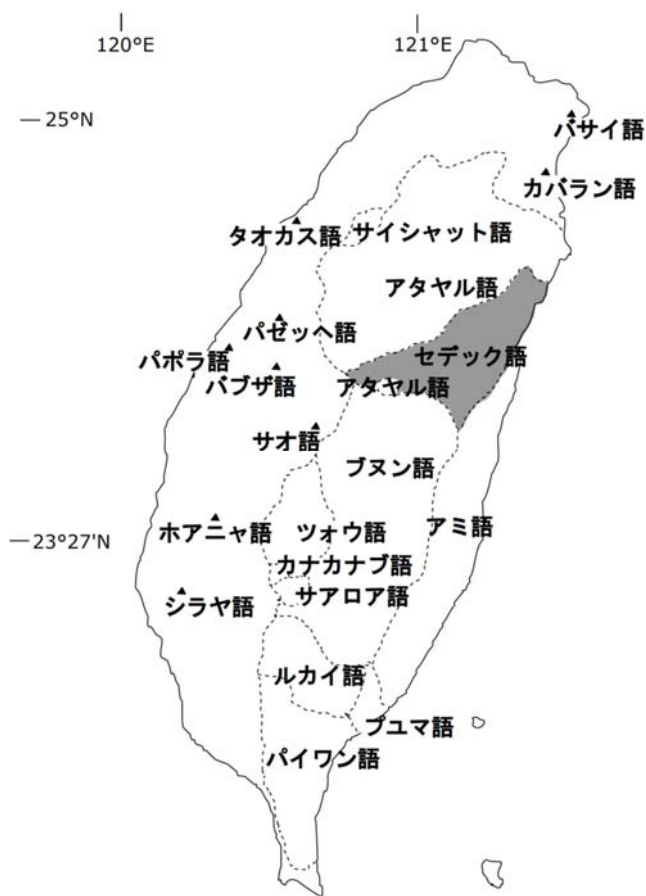 120°E
121°E
25°N
バサイ語
カバラン語
タオカス語
サイシャット語
アタヤル語
パゼッヘ語
セデック語
パポラ語
バブザ語
アタヤル語
サオ語
ブヌン語
ホアニャ語
ツォウ語
アミ語
23°27'N
カナカナブ語
シラヤ語
サアロア語
ルカイ語
プユマ語
パイワン語